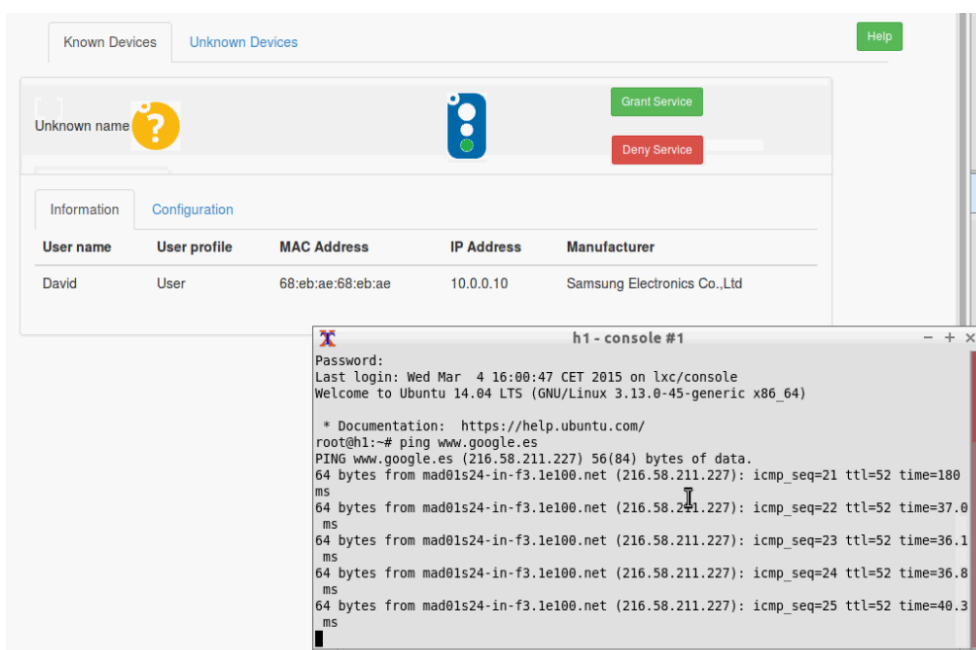 Known Devices Unknown Devices Help
Grant Service
Unknown name ?
Deny Service
Information Configuration
User name User profile MAC Address IP Address Manufacturer
David User 68:eb:ae:68:eb:ae 10.0.0.10 Samsung Electronics Co.,Ltd
h1 - console #1
Password:
Last login: Wed Mar  4 16:00:47 CET 2015 on lxc/console
Welcome to Ubuntu 14.04 LTS (GNU/Linux 3.13.0-45-generic x86_64)
* Documentation:  https://help.ubuntu.com/
root@h1:~# ping www.google.es
PING www.google.es (216.58.211.227) 56(84) bytes of data.
64 bytes from mad01s24-in-f3.1e100.net (216.58.211.227): icmp_seq=21 ttl=52 time=180
ms
64 bytes from mad01s24-in-f3.1e100.net (216.58.211.227): icmp_seq=22 ttl=52 time=37.0
ms
64 bytes from mad01s24-in-f3.1e100.net (216.58.211.227): icmp_seq=23 ttl=52 time=36.1
ms
64 bytes from mad01s24-in-f3.1e100.net (216.58.211.227): icmp_seq=24 ttl=52 time=36.8
ms
64 bytes from mad01s24-in-f3.1e100.net (216.58.211.227): icmp_seq=25 ttl=52 time=40.3
ms